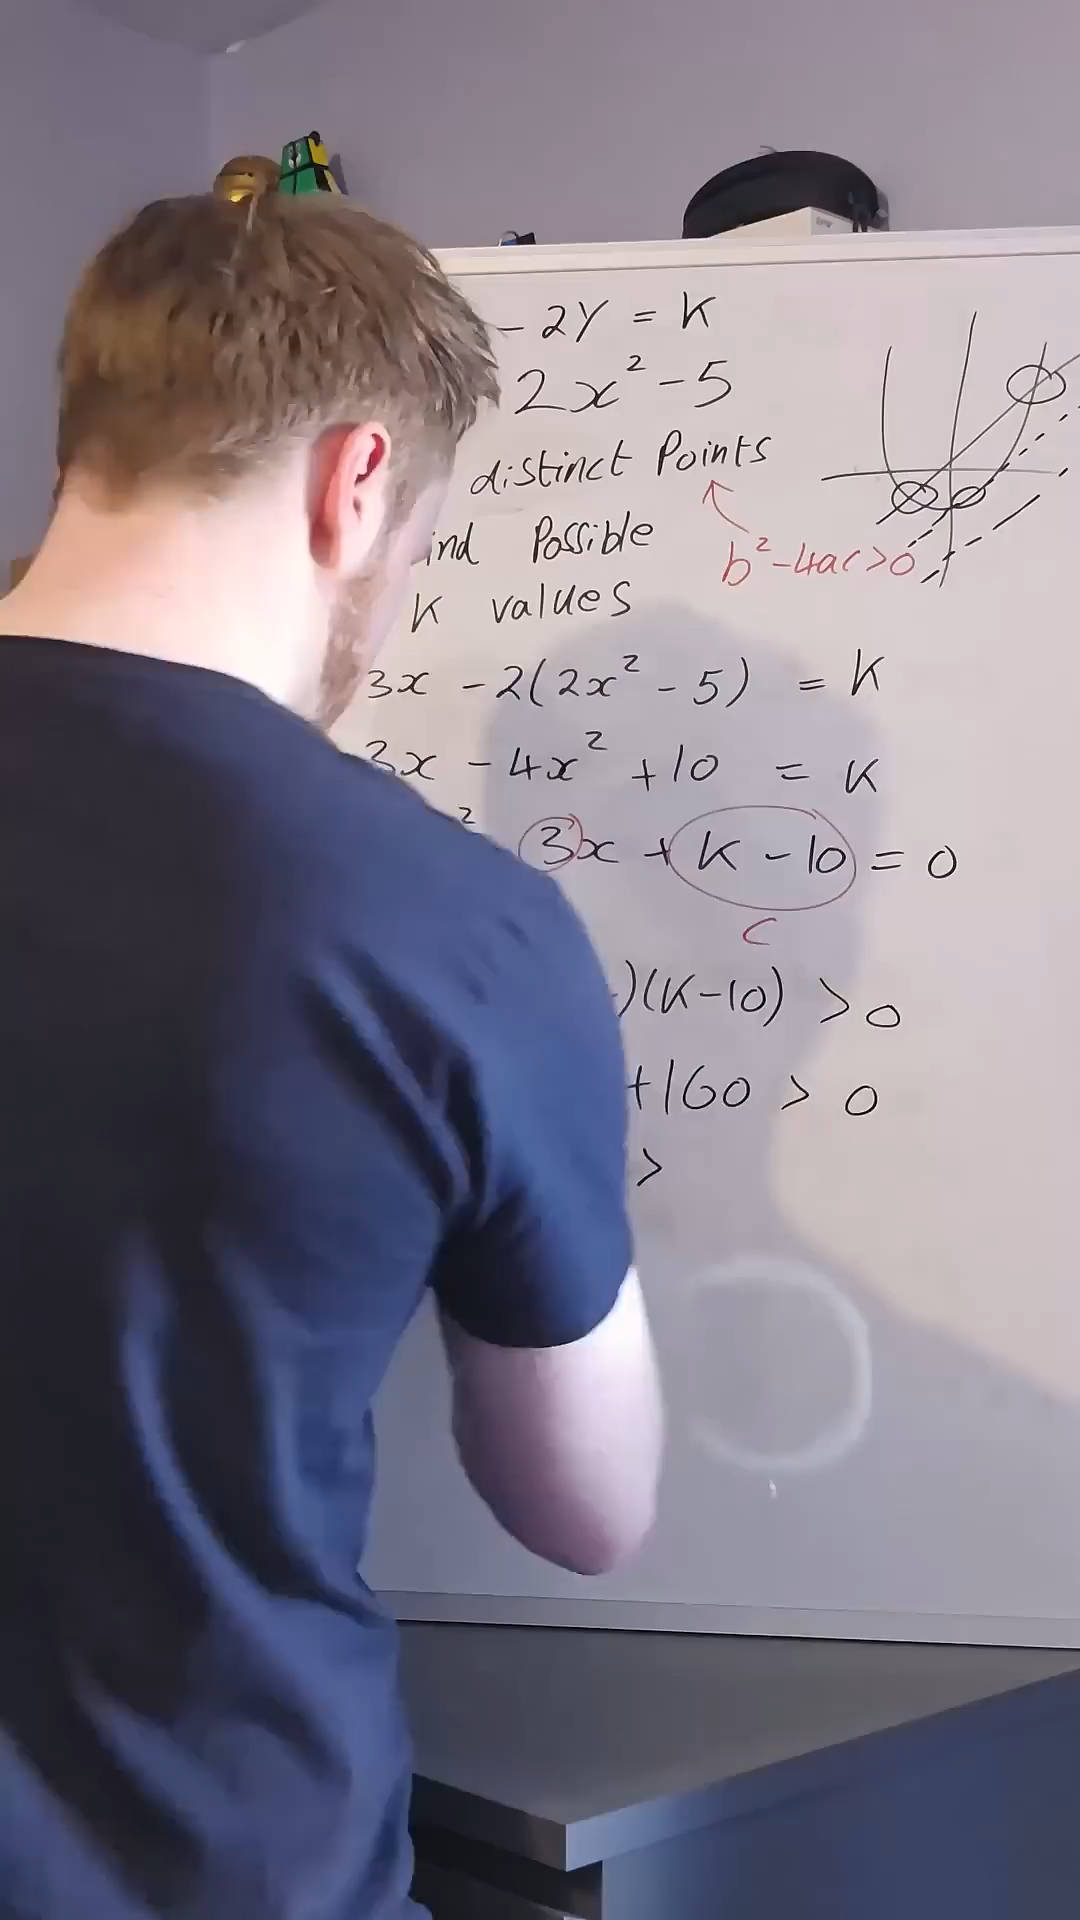 - 2y = k
2x² - 5
distinct Points
b² - 4ac > 0
ind Possible
k values
3x - 2(2x² - 5) = k
3x - 4x² + 10 = k
² 3x + k - 10 = 0
c
)(k - 10) > 0
+160 > 0
>